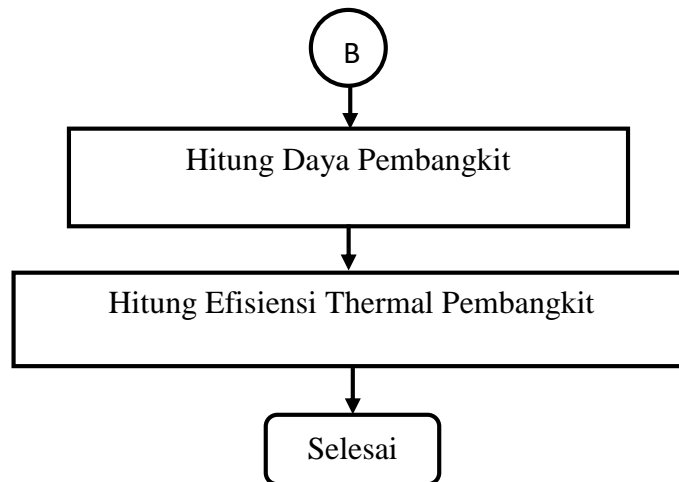 B
Hitung Daya Pembangkit
Hitung Efisiensi Thermal Pembangkit
Selesai